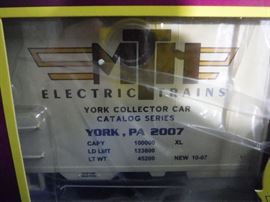 MTH
ELECTRIC TRAINS
YORK COLLECTOR CAR
CATALOG SERIES
YORK, PA 2007
CAPY 100000 XL
LD LMT 123800
LT WT 45200 NEW 10-07